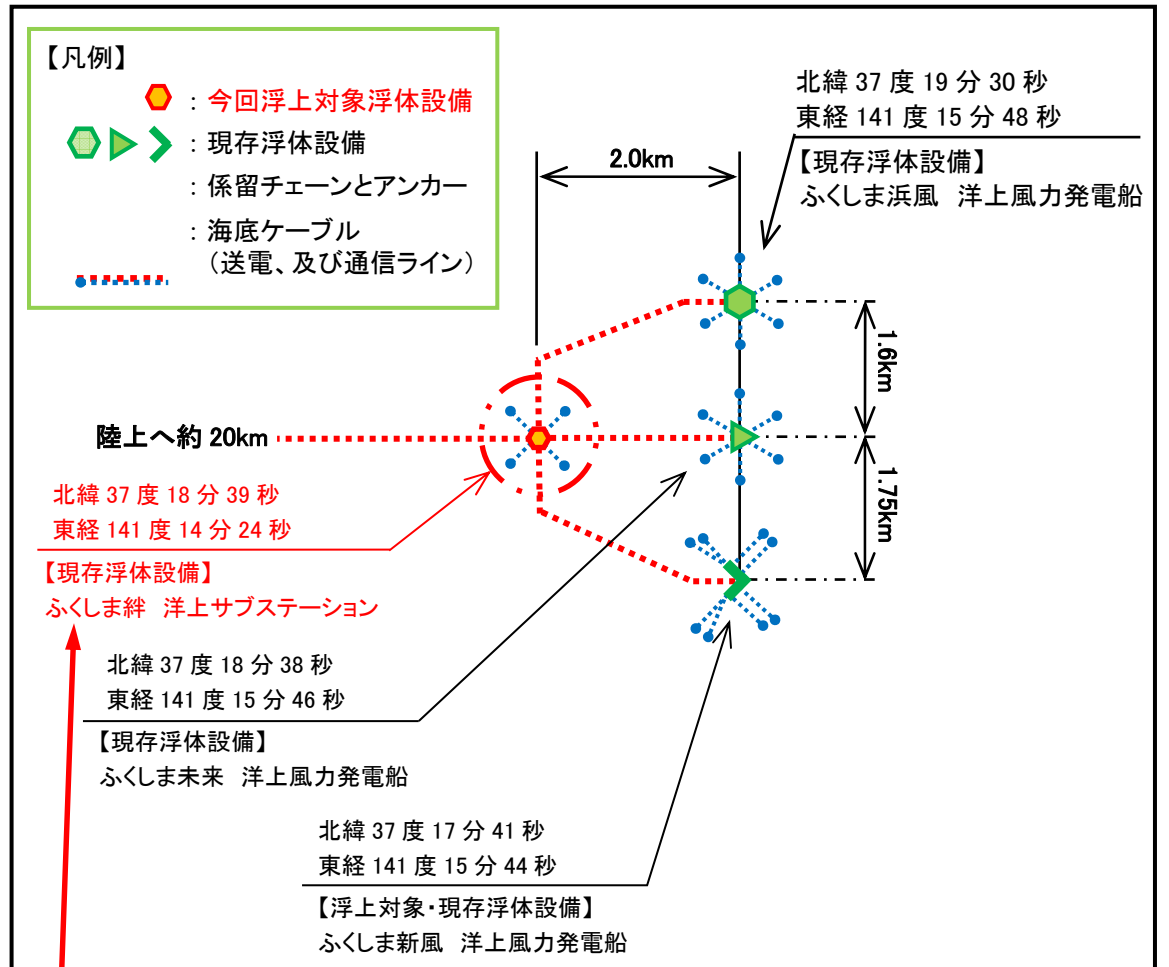 【凡例】
：今回浮上対象浮体設備
：現存浮体設備
：係留チェーンとアンカー
：海底ケーブル
（送電、及び通信ライン）
北緯 37 度 19 分 30 秒
東経 141 度 15 分 48 秒
【現存浮体設備】
ふくしま浜風 洋上風力発電船
2.0km
1.6km
1.75km
陸上へ約 20km
北緯 37 度 18 分 39 秒
東経 141 度 14 分 24 秒
【現存浮体設備】
ふくしま絆 洋上サブステーション
北緯 37 度 18 分 38 秒
東経 141 度 15 分 46 秒
【現存浮体設備】
ふくしま未来 洋上風力発電船
北緯 37 度 17 分 41 秒
東経 141 度 15 分 44 秒
【浮上対象・現存浮体設備】
ふくしま新風 洋上風力発電船